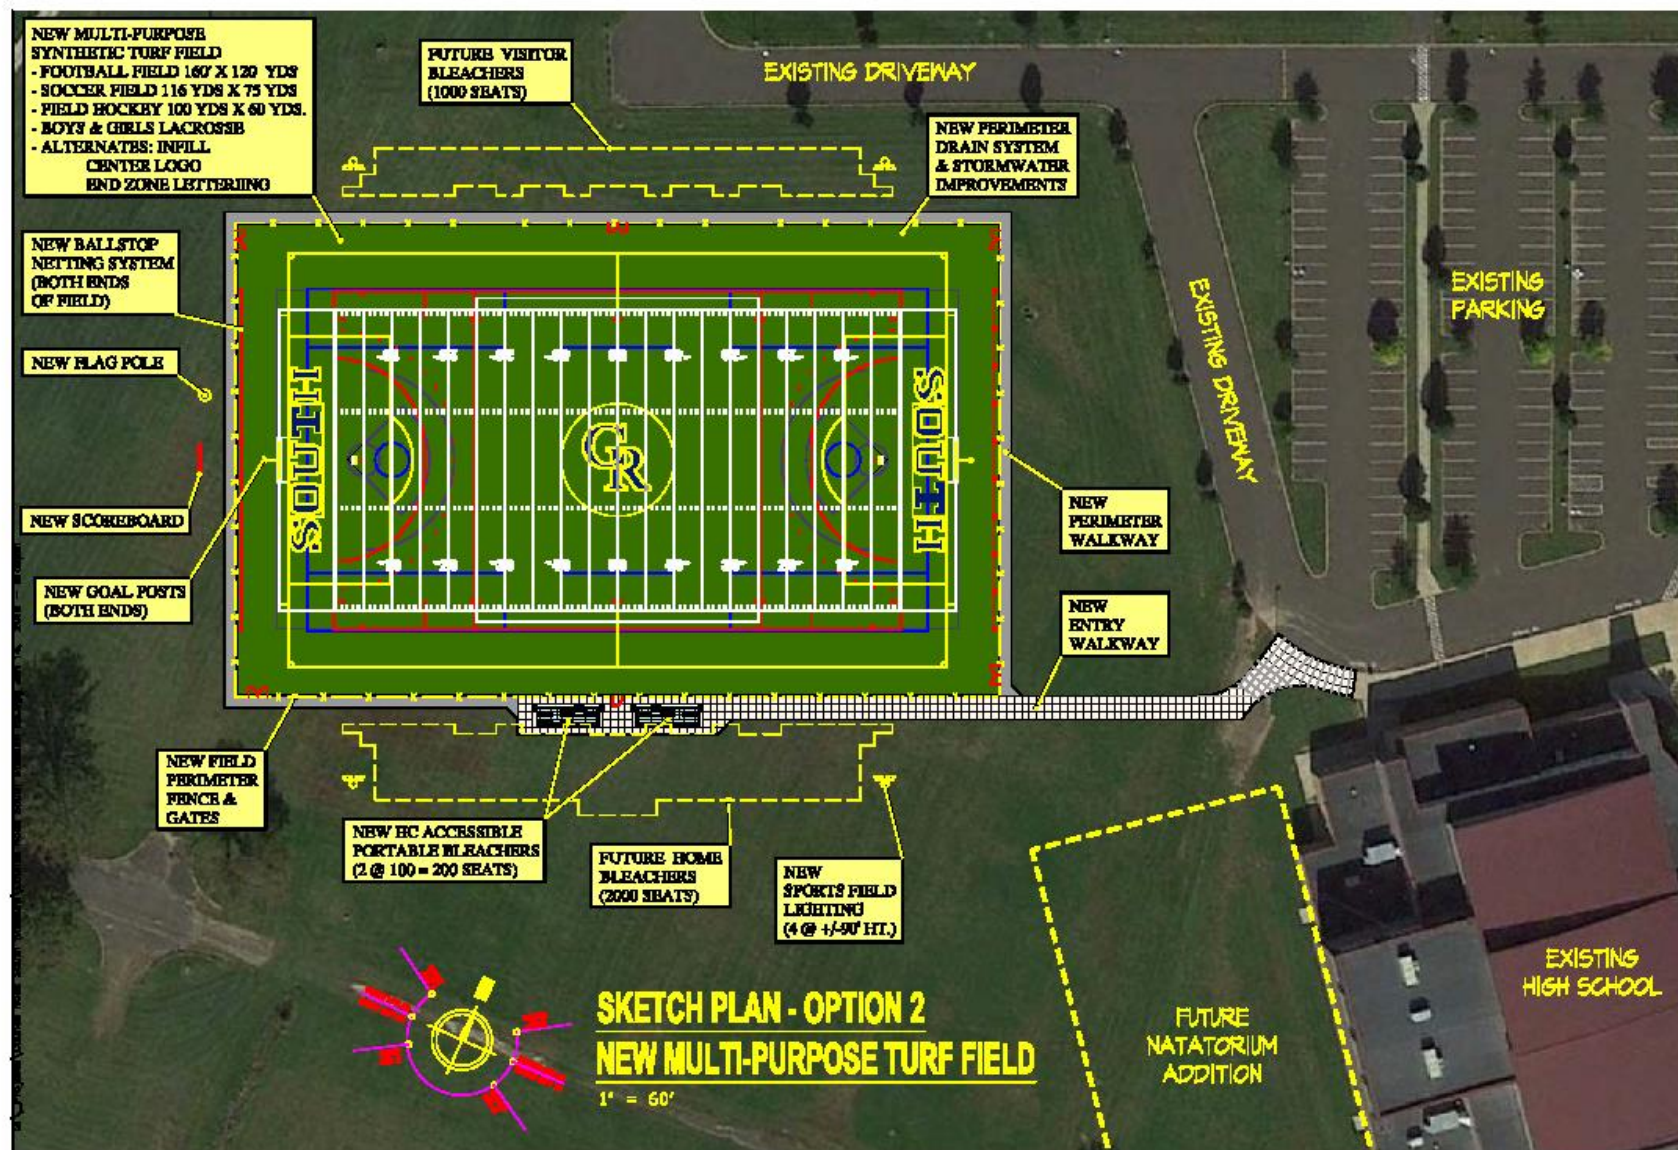 NEW MULTI-PURPOSE
SYNTHETIC TURF FIELD
- FOOTBALL FIELD 160' X 120 YDS
- SOCCER FIELD 116 YDS X 75 YDS
- FIELD HOCKEY 100 YDS X 60 YDS.
- BOYS & GIRLS LACROSSE
- ALTERNATES: INFILL
CENTER LOGO
END ZONE LETTERIING
FUTURE VISITOR
BLEACHERS
(1000 SEATS)
EXISTING DRIVEWAY
NEW PERIMETER
DRAIN SYSTEM
& STORMWATER
IMPROVEMENTS
NEW BALLSTOP
NETTING SYSTEM
(BOTH ENDS
OF FIELD)
EXISTING DRIVEWAY
EXISTING
PARKING
NEW FLAG POLE
SOUTH
GR
SOUTH
NEW SCOREBOARD
NEW
PERIMETER
WALKWAY
NEW GOAL POSTS
(BOTH ENDS)
NEW
ENTRY
WALKWAY
NEW FIELD
PERIMETER
FENCE &
GATES
NEW HC ACCESSIBLE
PORTABLE BLEACHERS
(2 @ 100 = 200 SEATS)
FUTURE HOME
BLEACHERS
(2000 SEATS)
NEW
SPORTS FIELD
LIGHTING
(4 @ +/-90' HT.)
EXISTING
HIGH SCHOOL
SKETCH PLAN - OPTION 2
NEW MULTI-PURPOSE TURF FIELD
1" = 60'
FUTURE
NATATORIUM
ADDITION